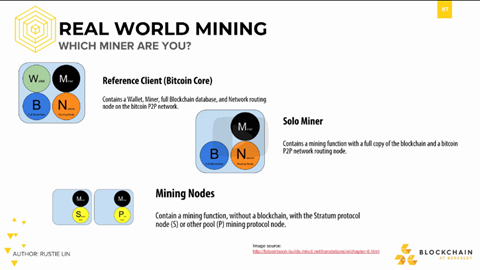 REAL WORLD MINING
WHICH MINER ARE YOU?
Reference Client (Bitcoin Core)
Contains a Wallet, Miner, full Blockchain database, and Network routing
node on the bitcoin P2P network.
W
M
B
N
Solo Miner
Contains a mining function with a full copy of the blockchain and a bitcoin
P2P network routing node.
M
B
N
Mining Nodes
Contain a mining function, without a blockchain, with the Stratum protocol
node (S) or other pool (P) mining protocol node.
M
S
M
P
Image source:
AUTHOR: RUSTIE LIN
BLOCKCHAIN
AT BERKELEY